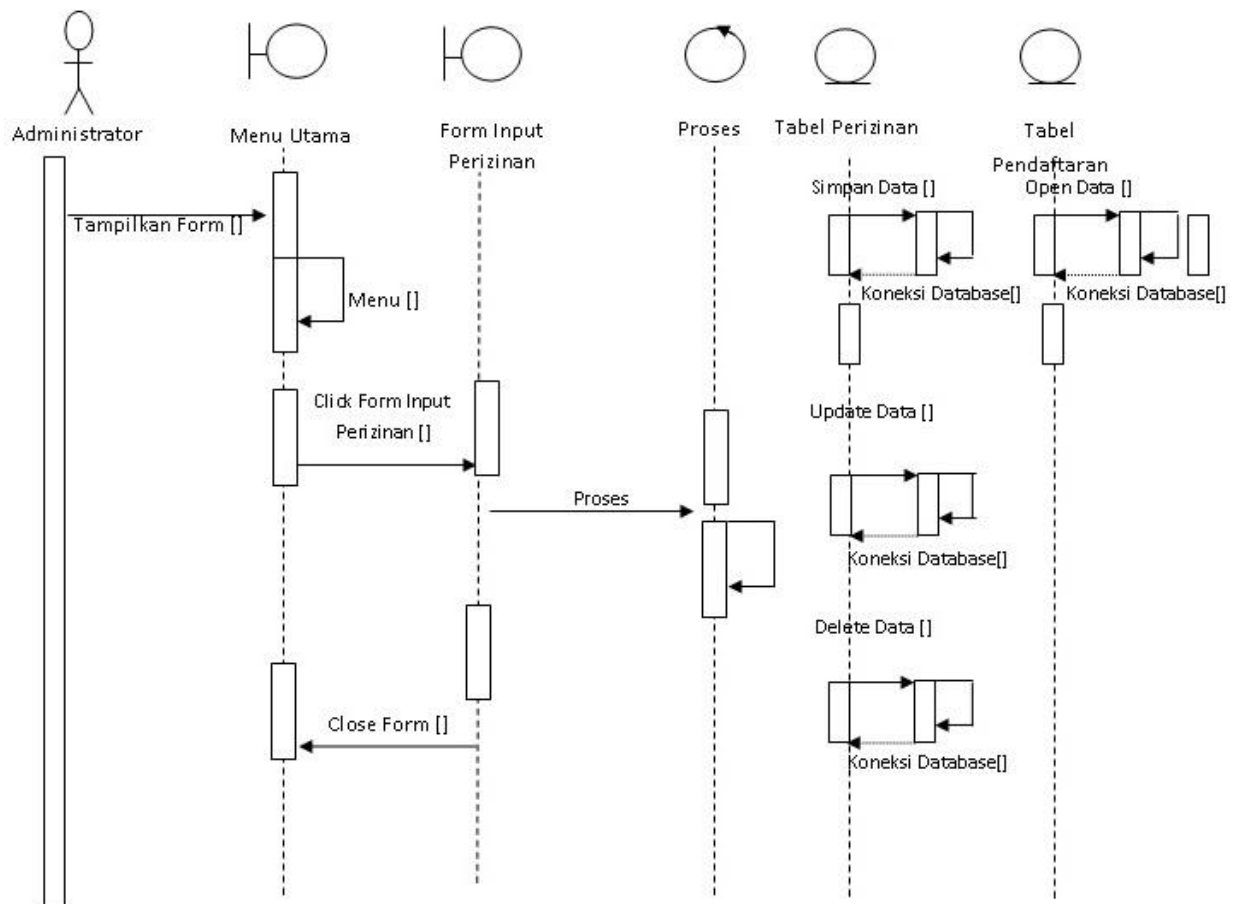 Administrator
Menu Utama
Form Input
Perizinan
Proses
Tabel Perizinan
Tabel
Pendaftaran
Simpan Data []
Open Data []
Tampilkan Form []
Koneksi Database[]
Koneksi Database[]
Menu []
Click Form Input
Perizinan []
Update Data []
Proses
Koneksi Database[]
Delete Data []
Close Form []
Koneksi Database[]